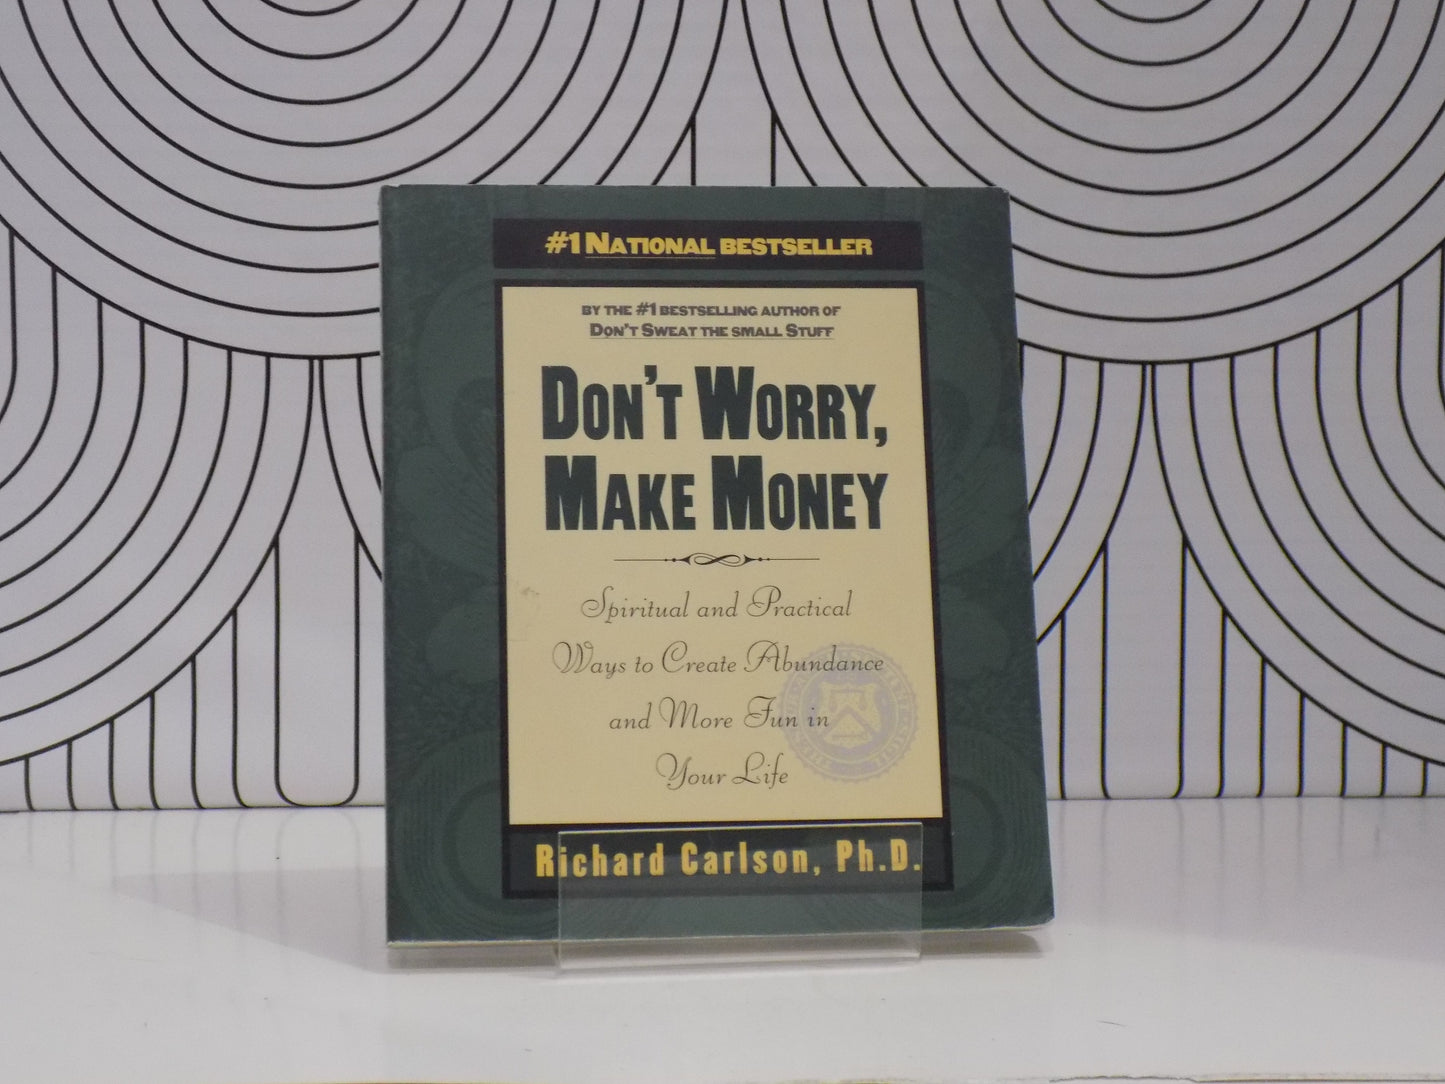 #1 NATIONAL BESTSELLER
BY THE #1 BESTSELLING AUTHOR OF
DON'T SWEAT THE SMALL STUFF
DON'T WORRY,
MAKE MONEY
Spiritual and Practical
Ways to Create Abundance
and More Fun in
Your Life
Richard Carlson, Ph.D.